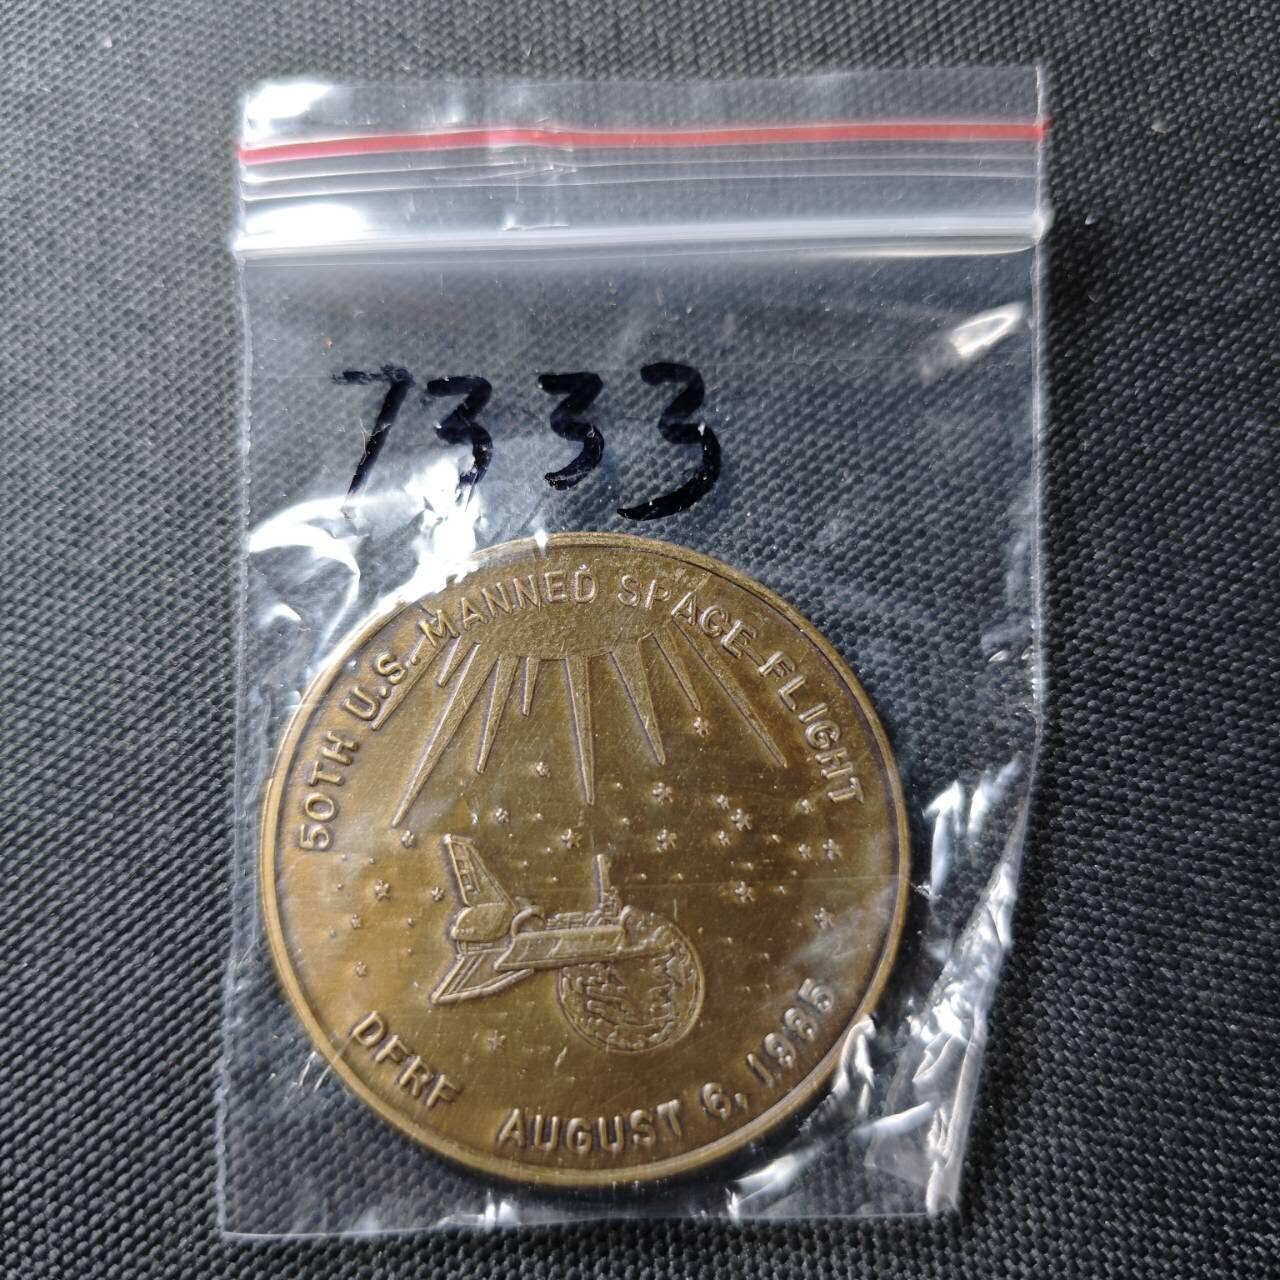 7333
50TH U.S. MANNED SPACE FLIGHT
DFRF AUGUST 6, 1985